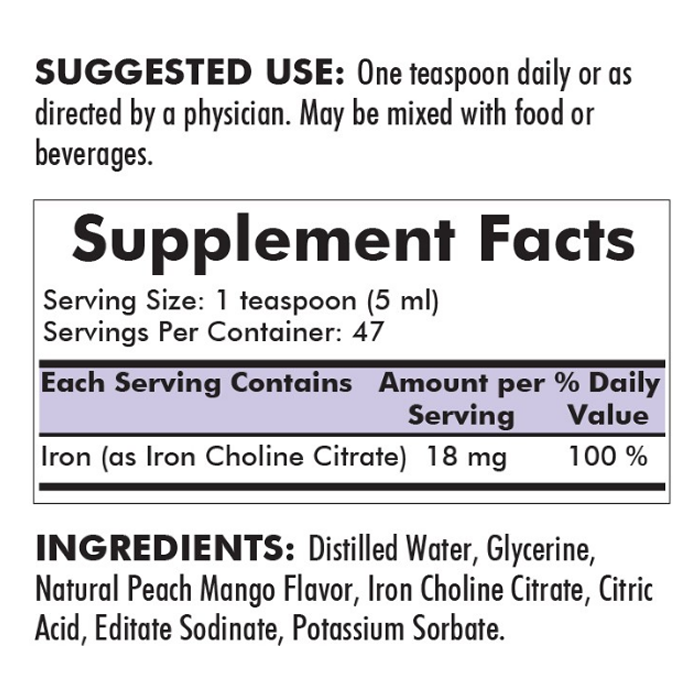 SUGGESTED USE: One teaspoon daily or as
directed by a physician. May be mixed with food or
beverages.
Supplement Facts
Serving Size: 1 teaspoon (5 ml)
Servings Per Container: 47
Each Serving Contains Amount per % Daily
Serving Value
Iron (as Iron Choline Citrate) 18 mg 100 %
INGREDIENTS: Distilled Water, Glycerine,
Natural Peach Mango Flavor, Iron Choline Citrate, Citric
Acid, Editate Sodinate, Potassium Sorbate.